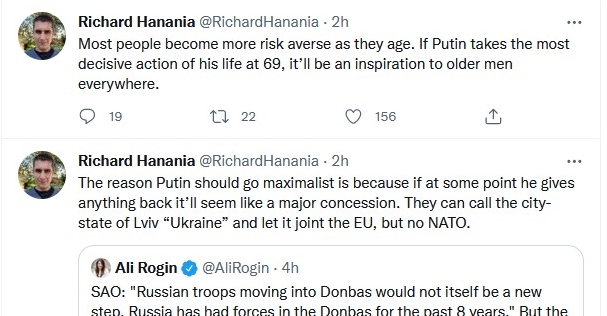 Richard Hanania @RichardHanania · 2h
Most people become more risk averse as they age. If Putin takes the most
decisive action of his life at 69, it'll be an inspiration to older men
everywhere.
19 22 156
Richard Hanania @RichardHanania · 2h
The reason Putin should go maximalist is because if at some point he gives
anything back it'll seem like a major concession. They can call the city-
state of Lviv “Ukraine” and let it joint the EU, but no NATO.
Ali Rogin @AliRogin · 4h
SAO: "Russian troops moving into Donbas would not itself be a new
step. Russia has had forces in the Donbas for the past 8 years." But the